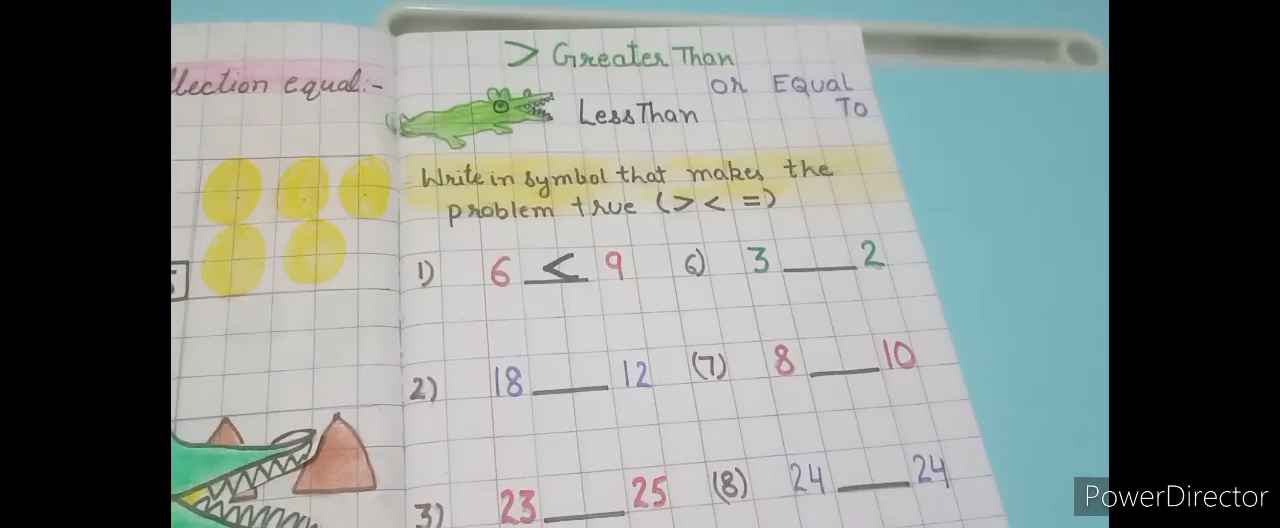 llection equal:-
> Greater Than
or Equal
To
Less Than
Write in symbol that makes the
problem true (> < =)
1) 6 < 9 6) 3 ___ 2
2) 18 ___ 12 (7) 8 ___ 10
3) 23 ___ 25 (8) 24 ___ 24
PowerDirector